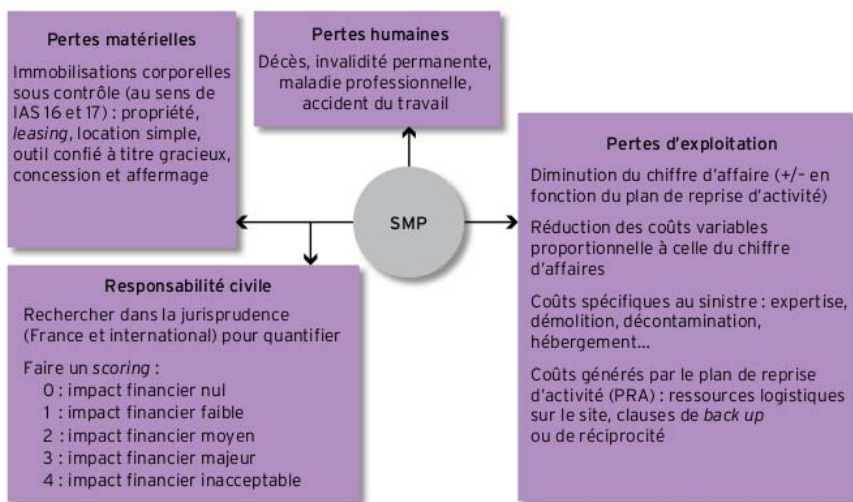 Pertes matérielles
Immobilisations corporelles
sous contrôle (au sens de
IAS 16 et 17) : propriété,
leasing, location simple,
outil confié à titre gracieux,
concession et affermage
Pertes humaines
Décès, invalidité permanente,
maladie professionnelle,
accident du travail
SMP
Pertes d'exploitation
Diminution du chiffre d'affaire (+/– en
fonction du plan de reprise d'activité)
Réduction des coûts variables
proportionnelle à celle du chiffre
d'affaires
Coûts spécifiques au sinistre : expertise,
démolition, décontamination,
hébergement...
Coûts générés par le plan de reprise
d'activité (PRA) : ressources logistiques
sur le site, clauses de back up
ou de réciprocité
Responsabilité civile
Rechercher dans la jurisprudence
(France et international) pour quantifier
Faire un scoring :
0 : impact financier nul
1 : impact financier faible
2 : impact financier moyen
3 : impact financier majeur
4 : impact financier inacceptable